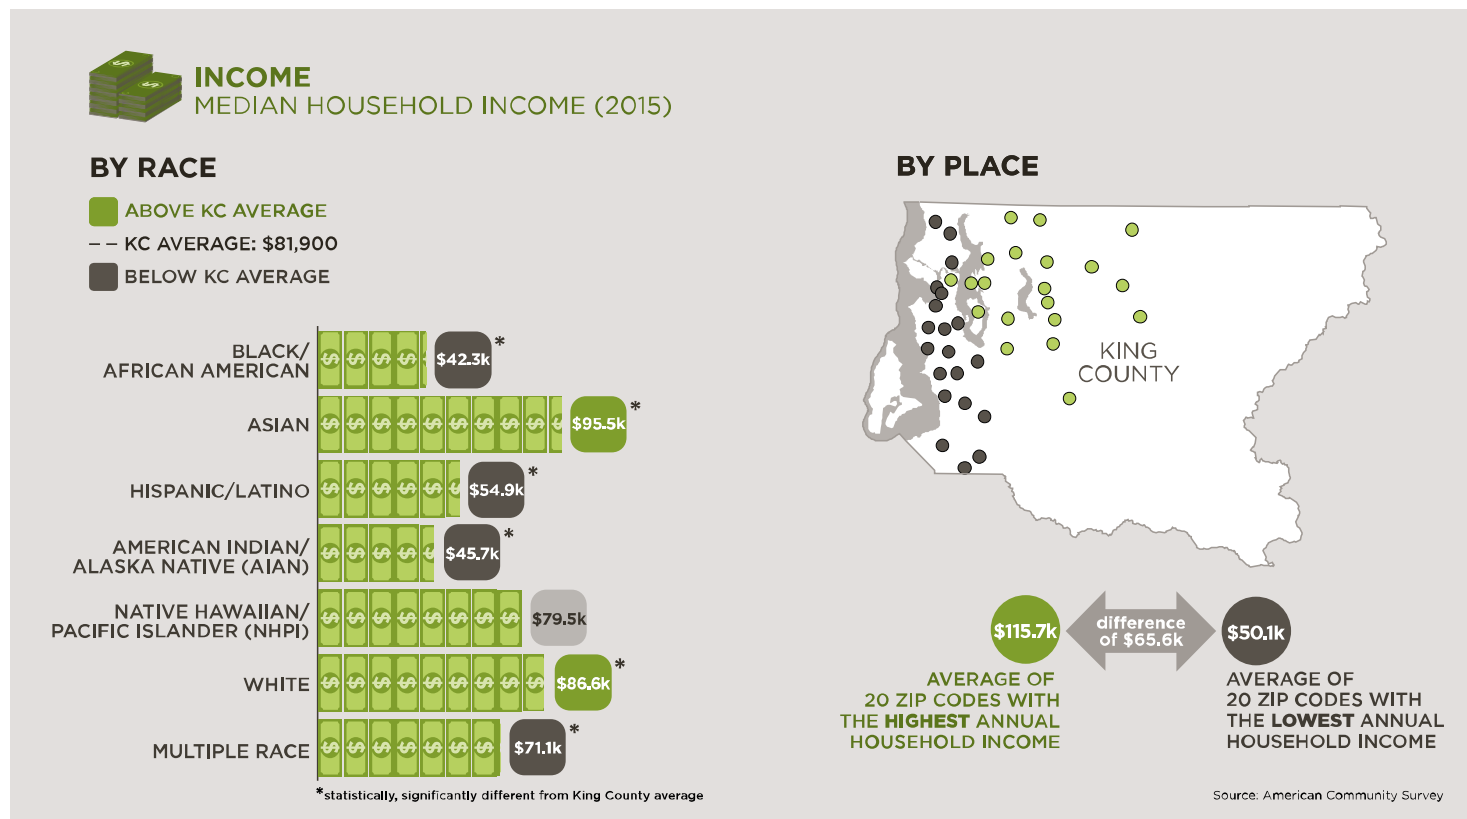 INCOME
MEDIAN HOUSEHOLD INCOME (2015)
BY RACE
ABOVE KC AVERAGE
-- KC AVERAGE: $81,900
BELOW KC AVERAGE
BLACK/
AFRICAN AMERICAN
$42.3k*
ASIAN
$95.5k*
HISPANIC/LATINO
$54.9k*
AMERICAN INDIAN/
ALASKA NATIVE (AIAN)
$45.7k*
NATIVE HAWAIIAN/
PACIFIC ISLANDER (NHPI)
$79.5k
WHITE
$86.6k*
MULTIPLE RACE
$71.1k*
*statistically, significantly different from King County average
BY PLACE
KING
COUNTY
$115.7k
difference
of $65.6k
$50.1k
AVERAGE OF
20 ZIP CODES WITH
THE HIGHEST ANNUAL
HOUSEHOLD INCOME
AVERAGE OF
20 ZIP CODES WITH
THE LOWEST ANNUAL
HOUSEHOLD INCOME
Source: American Community Survey